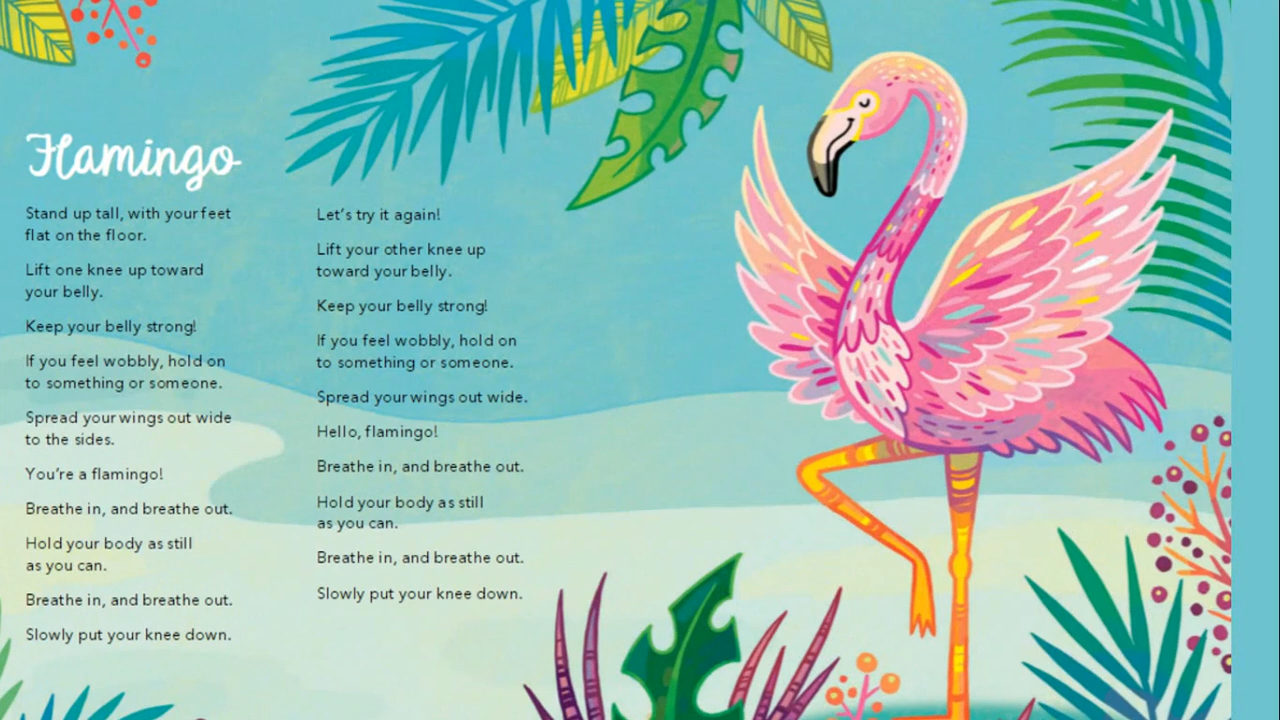 Flamingo
Stand up tall, with your feet
flat on the floor.
Lift one knee up toward
your belly.
Keep your belly strong!
If you feel wobbly, hold on
to something or someone.
Spread your wings out wide
to the sides.
You're a flamingo!
Breathe in, and breathe out.
Hold your body as still
as you can.
Breathe in, and breathe out.
Slowly put your knee down.
Let's try it again!
Lift your other knee up
toward your belly.
Keep your belly strong!
If you feel wobbly, hold on
to something or someone.
Spread your wings out wide.
Hello, flamingo!
Breathe in, and breathe out.
Hold your body as still
as you can.
Breathe in, and breathe out.
Slowly put your knee down.